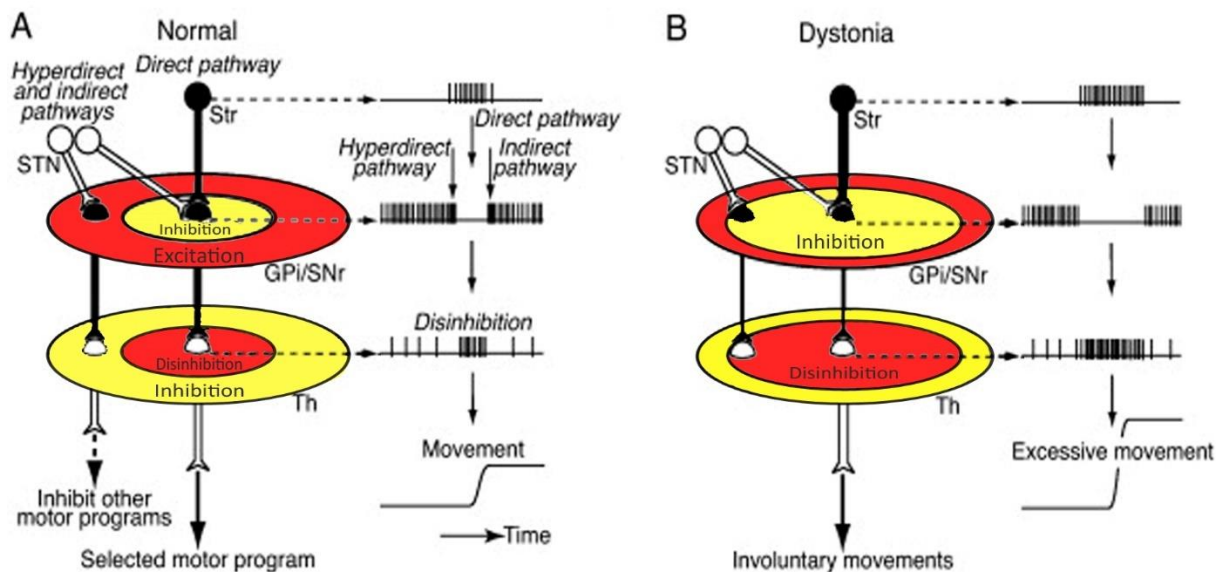 A
Normal
Hyperdirect
and indirect
pathways
Direct pathway
Str
STN
Direct pathway
Hyperdirect
pathway
Indirect
pathway
Inhibition
Excitation
GPi/SNr
Disinhibition
Disinhibition
Inhibition
Th
Movement
Inhibit other
motor programs
Time
Selected motor program
B
Dystonia
Str
STN
Inhibition
GPi/SNr
Disinhibition
Th
Excessive movement
Involuntary movements